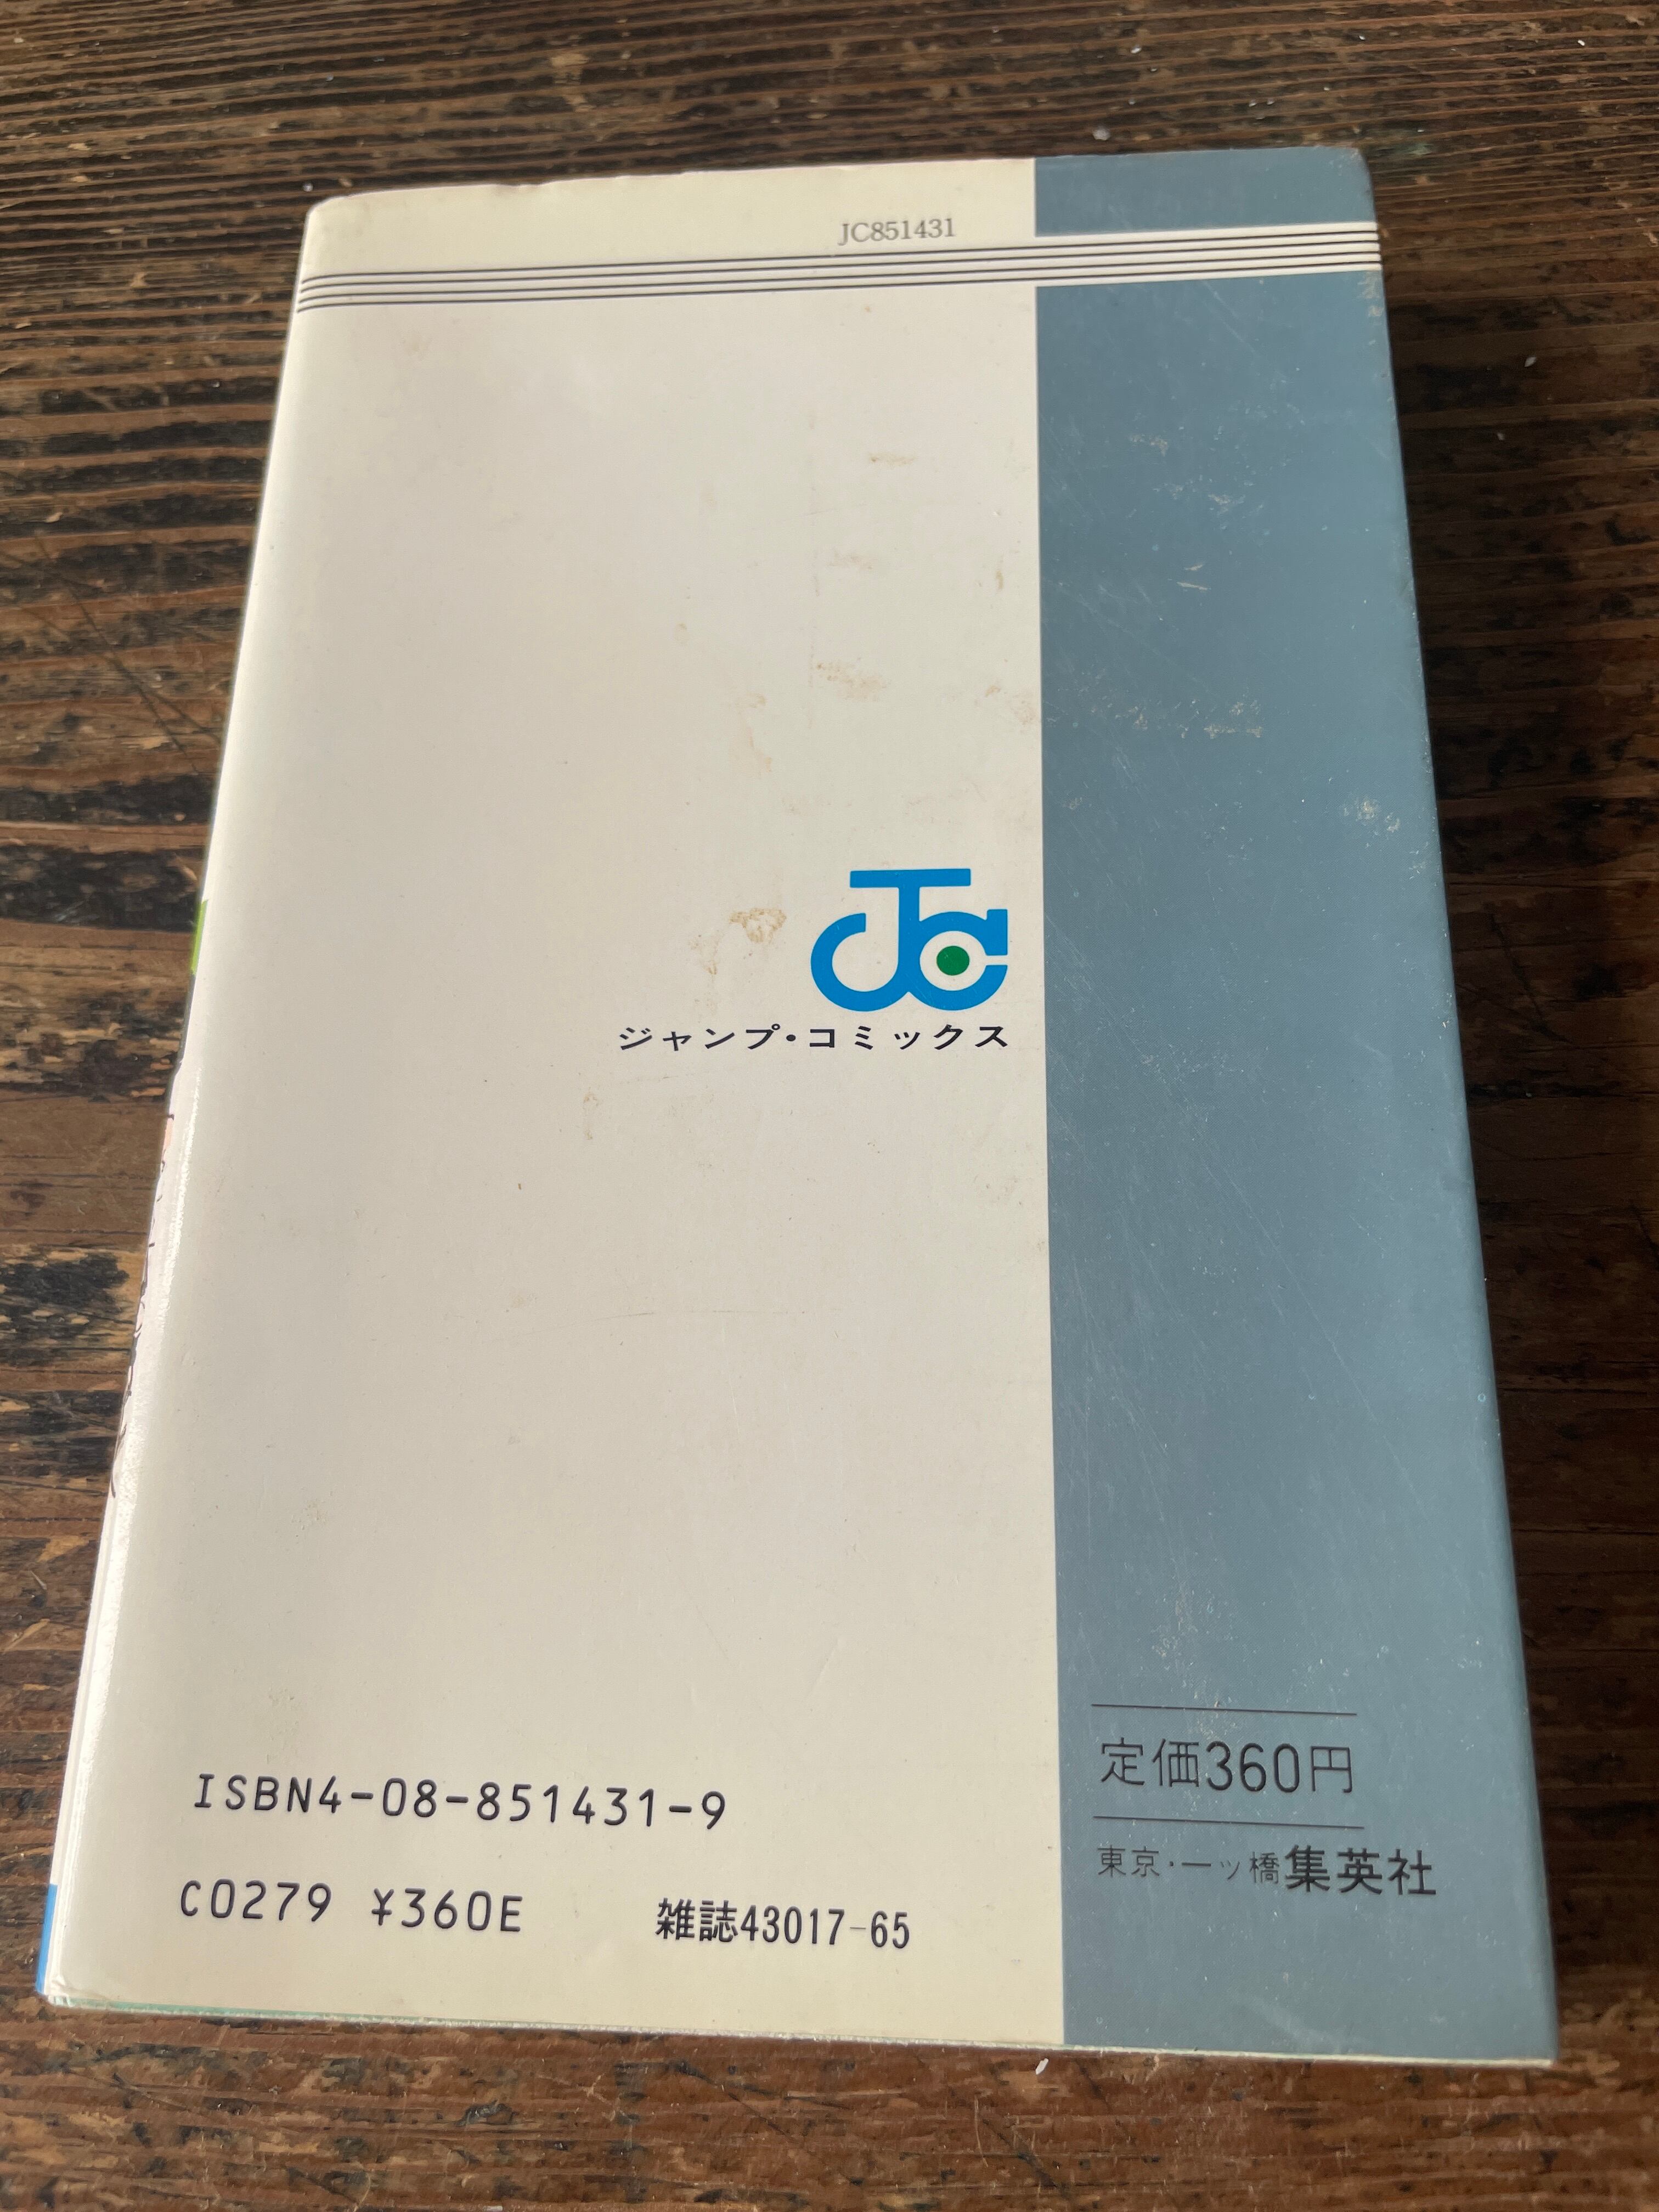 JC851431
JC
ジャンプ・コミックス
定価360円
東京・一ツ橋集英社
ISBN4-08-851431-9
C0279 ¥360E 雑誌43017-65